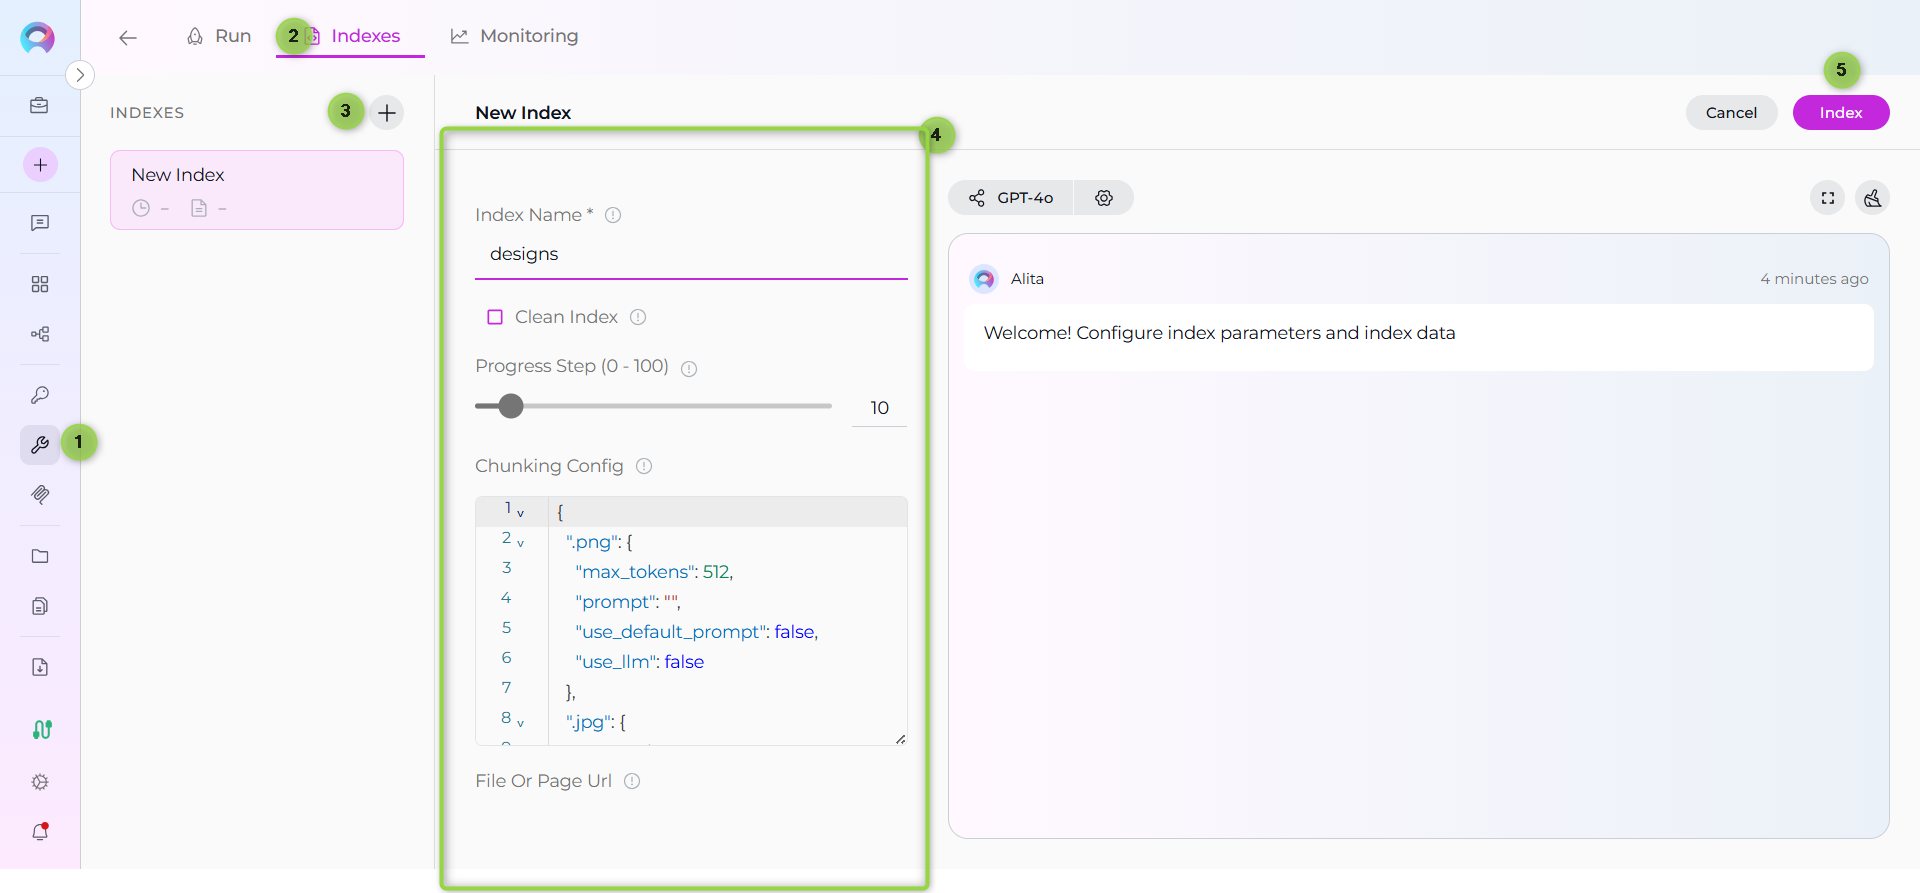 Run
2
Indexes
Monitoring
5
INDEXES
3
New Index
Cancel
Index
4
New Index
–
–
GPT-4o
Index Name *
designs
Alita
4 minutes ago
Clean Index
Welcome! Configure index parameters and index data
Progress Step (0 - 100)
10
1
Chunking Config
1 {
2 ".png": {
3 "max_tokens": 512,
4 "prompt": "",
5 "use_default_prompt": false,
6 "use_llm": false
7 },
8 ".jpg": {
File Or Page Url